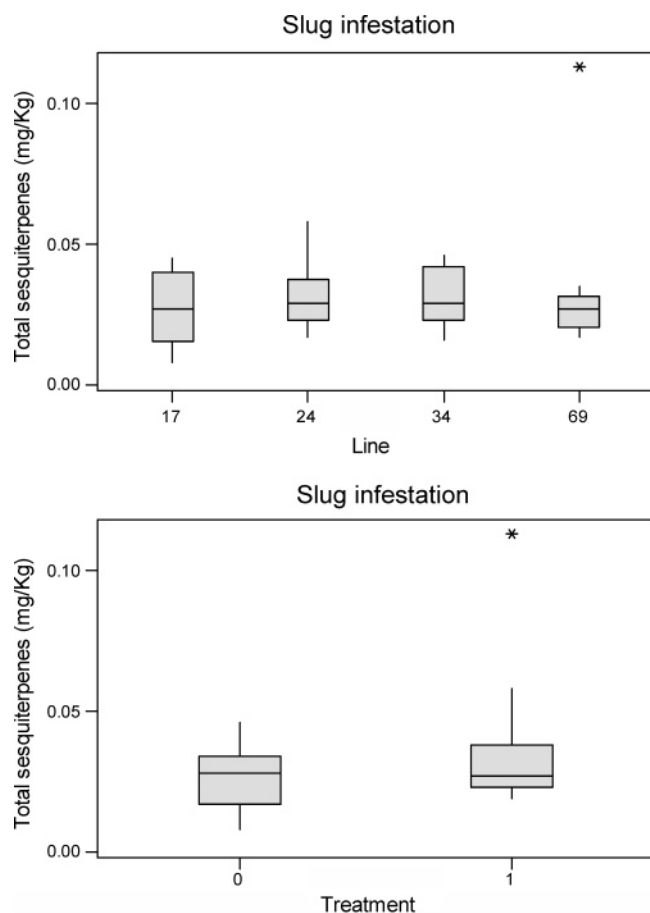 Slug infestation
Total sesquiterpenes (mg/Kg)
0.10
0.05
0.00
17 24 34 69
Line
Slug infestation
Total sesquiterpenes (mg/Kg)
0.10
0.05
0.00
0 1
Treatment